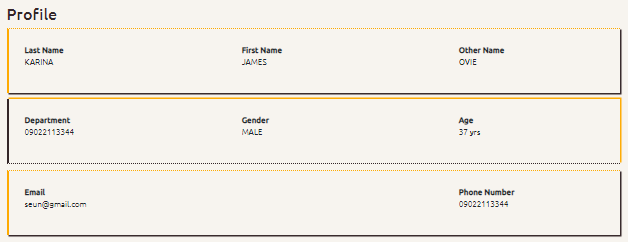 Profile
Last Name First Name Other Name
KARINA JAMES OVIE
Department Gender Age
09022113344 MALE 37 yrs
Email Phone Number
seun@gmail.com 09022113344